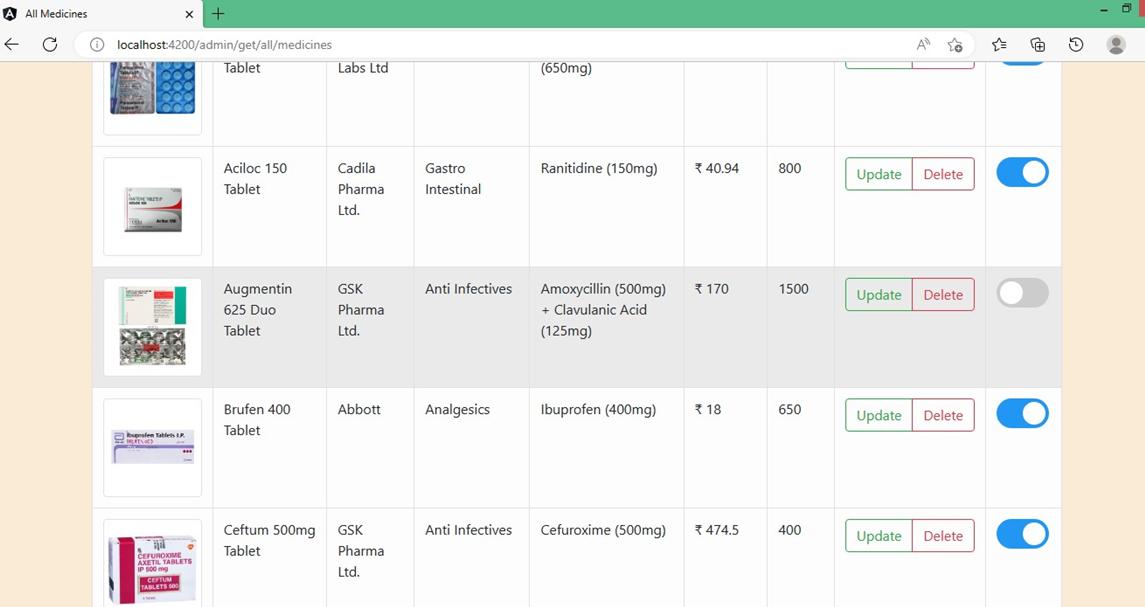 All Medicines
localhost:4200/admin/get/all/medicines
Tablet
Labs Ltd
(650mg)
Aciloc 150
Tablet
Cadila
Pharma
Ltd.
Gastro
Intestinal
Ranitidine (150mg)
₹ 40.94
800
Update
Delete
Augmentin
625 Duo
Tablet
GSK
Pharma
Ltd.
Anti Infectives
Amoxycillin (500mg)
+ Clavulanic Acid
(125mg)
₹ 170
1500
Update
Delete
Ibuprofen Tablets I.P.
Brufen 400
Tablet
Abbott
Analgesics
Ibuprofen (400mg)
₹ 18
650
Update
Delete
CEFUROXIME
AXETIL TABLETS
IP 500 mg
CEFTUM
TABLETS 500
Ceftum 500mg
Tablet
GSK
Pharma
Ltd.
Anti Infectives
Cefuroxime (500mg)
₹ 474.5
400
Update
Delete